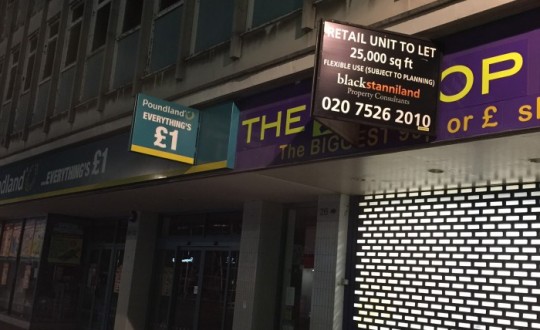 RETAIL UNIT TO LET
25,000 sq ft
FLEXIBLE USE (SUBJECT TO PLANNING)
blackstanniland
Property Consultants
020 7526 2010
Poundland
EVERYTHING'S
£1
THE OP
The BIGGEST or £
...EVERYTHING'S £1